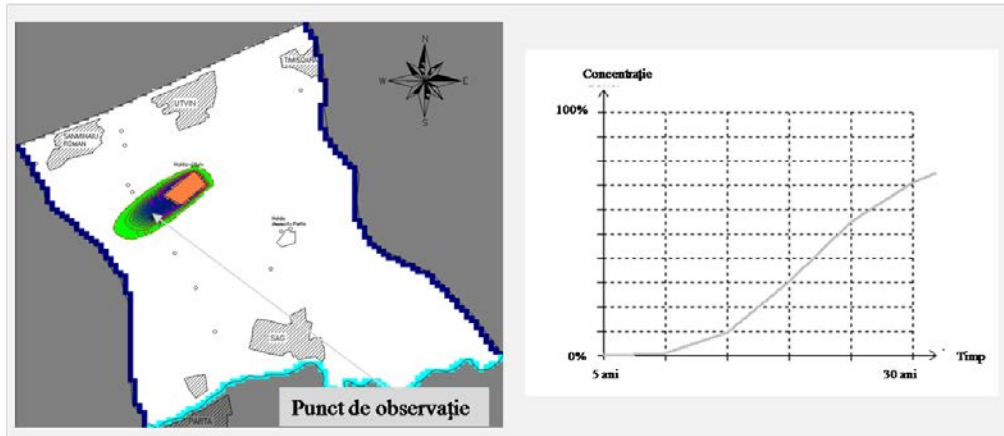 TIMISOARA
N
W
E
S
UTVIN
SANMIHAIU
ROMAN
SAG
PARTA
Punct de observație
Concentrație
100%
0%
5 ani
30 ani
Timp